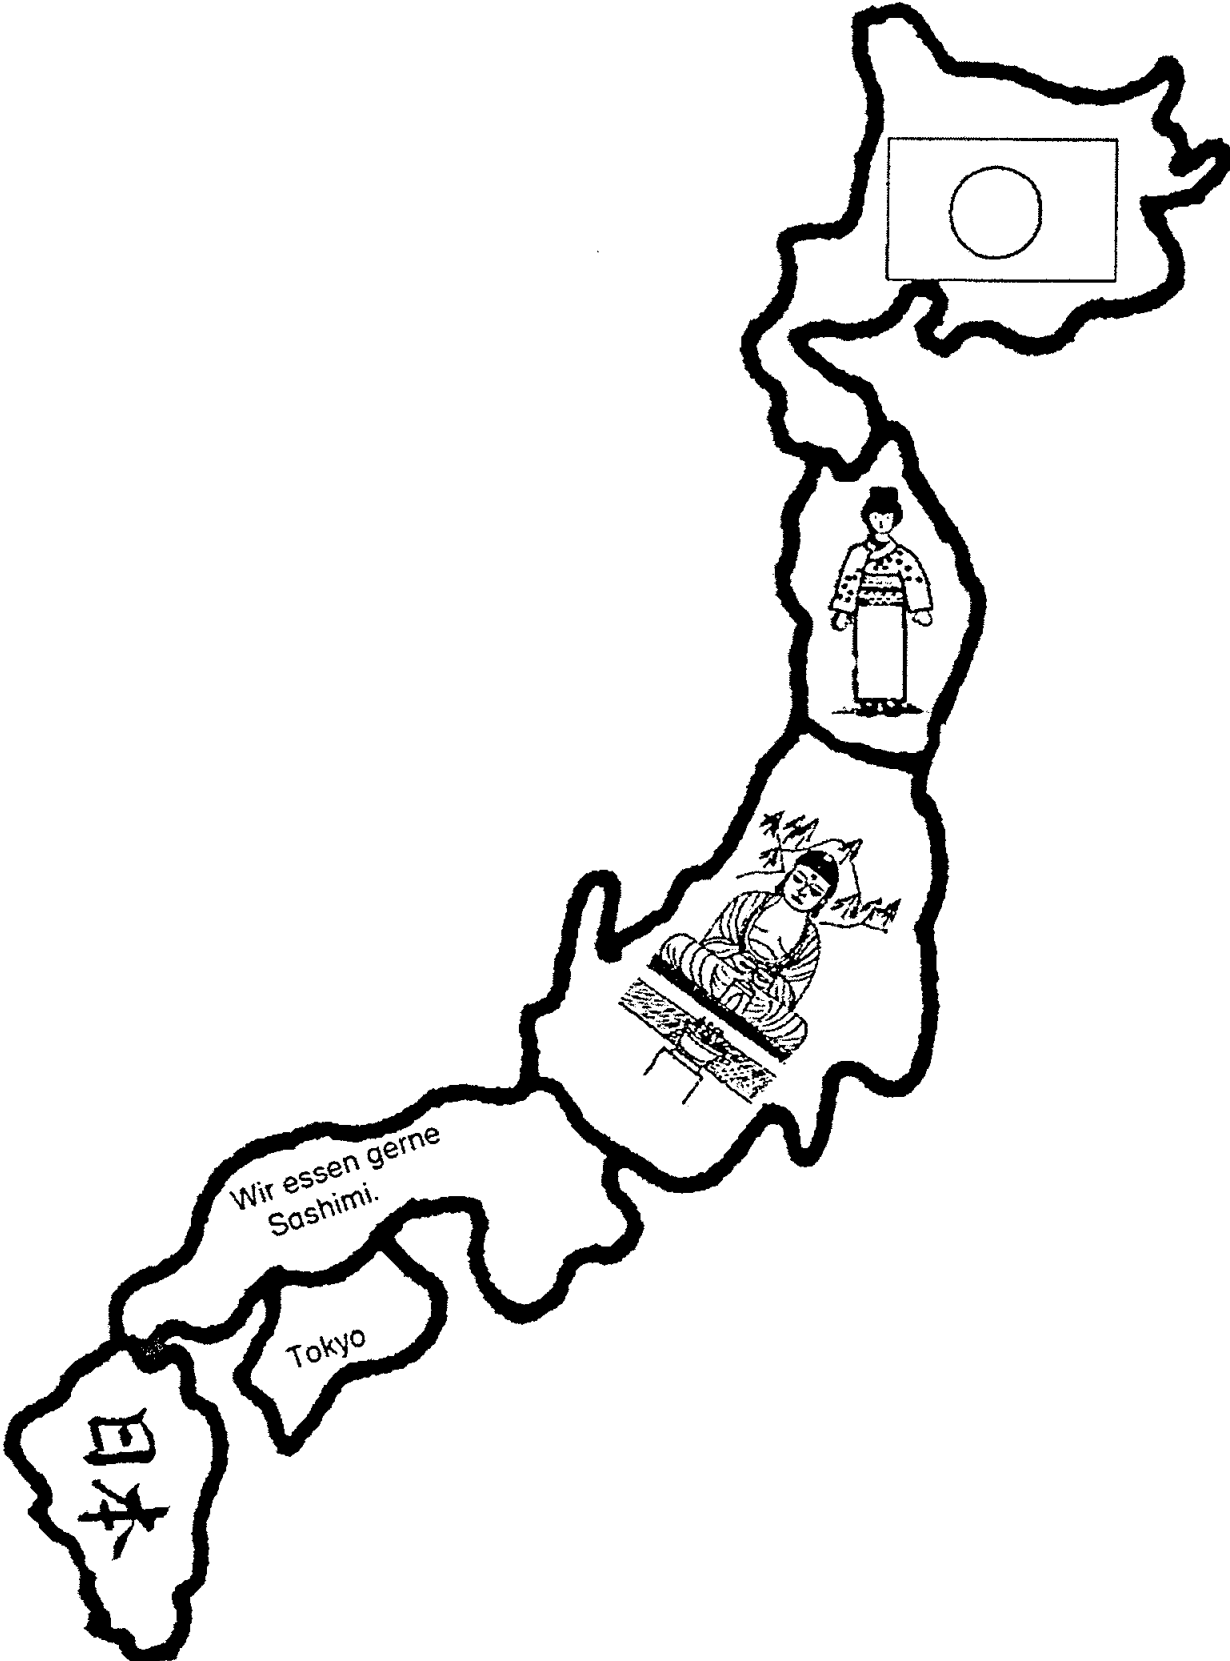 Wir essen gerne
Sashimi.
Tokyo
日本